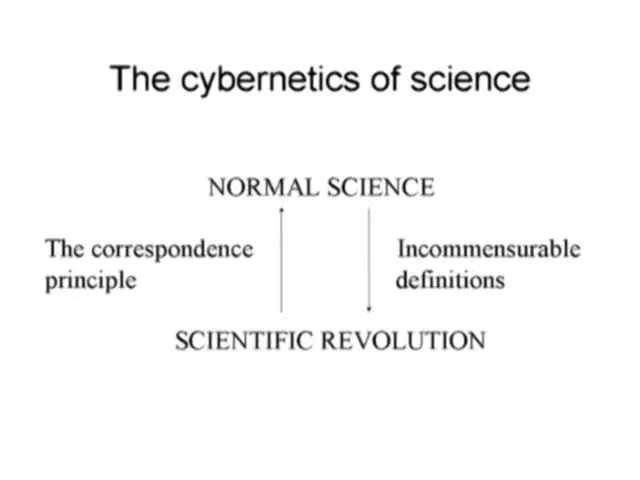 The cybernetics of science
NORMAL SCIENCE
The correspondence
principle
Incommensurable
definitions
SCIENTIFIC REVOLUTION